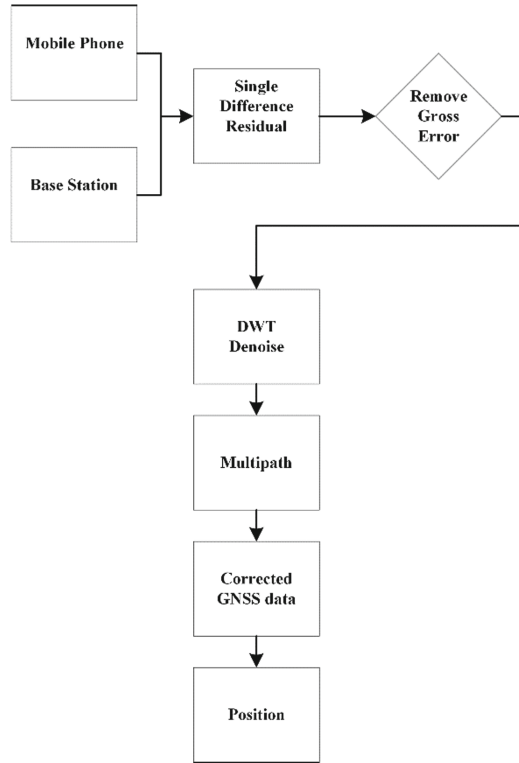 Mobile Phone
Base Station
Single
Difference
Residual
Remove
Gross
Error
DWT
Denoise
Multipath
Corrected
GNSS data
Position